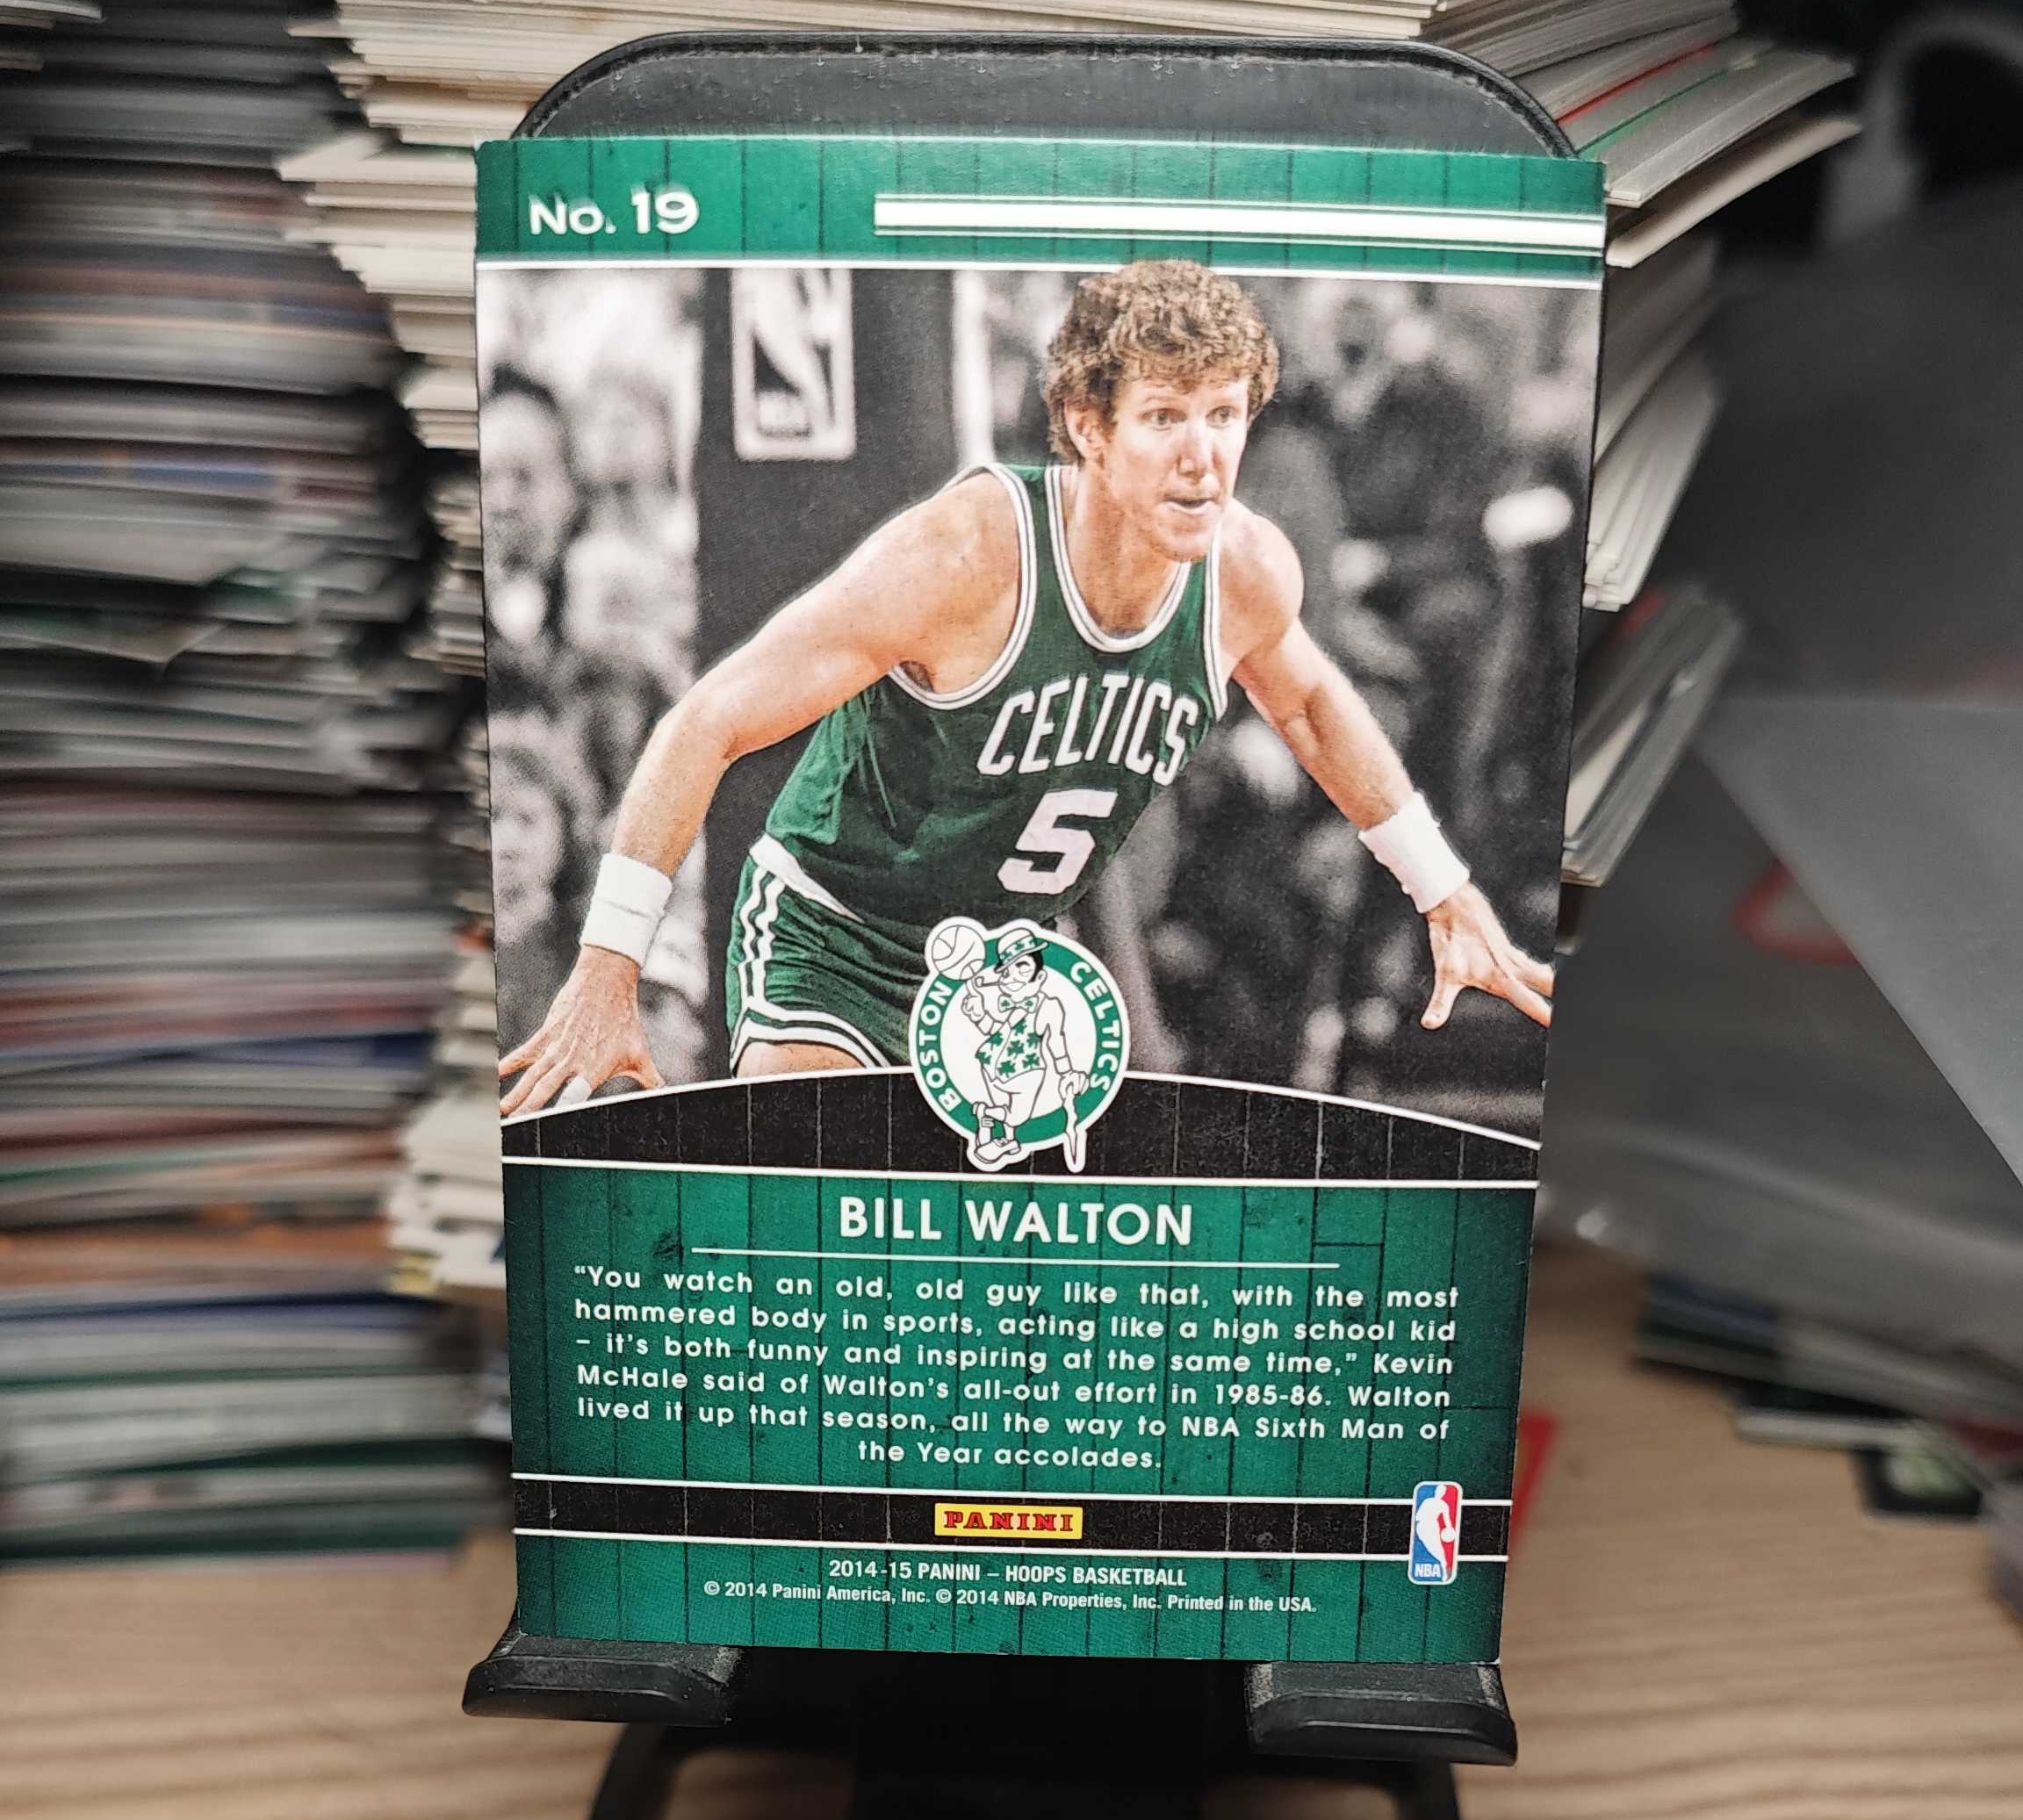 No. 19
CELTICS
5
BOSTON CELTICS
BILL WALTON
“You watch an old, old guy like that, with the most
hammered body in sports, acting like a high school kid
– it's both funny and inspiring at the same time,” Kevin
McHale said of Walton's all-out effort in 1985-86. Walton
lived it up that season, all the way to NBA Sixth Man of
the Year accolades.
PANINI
NBA
2014-15 PANINI – HOOPS BASKETBALL
© 2014 Panini America, Inc. © 2014 NBA Properties, Inc. Printed in the USA.